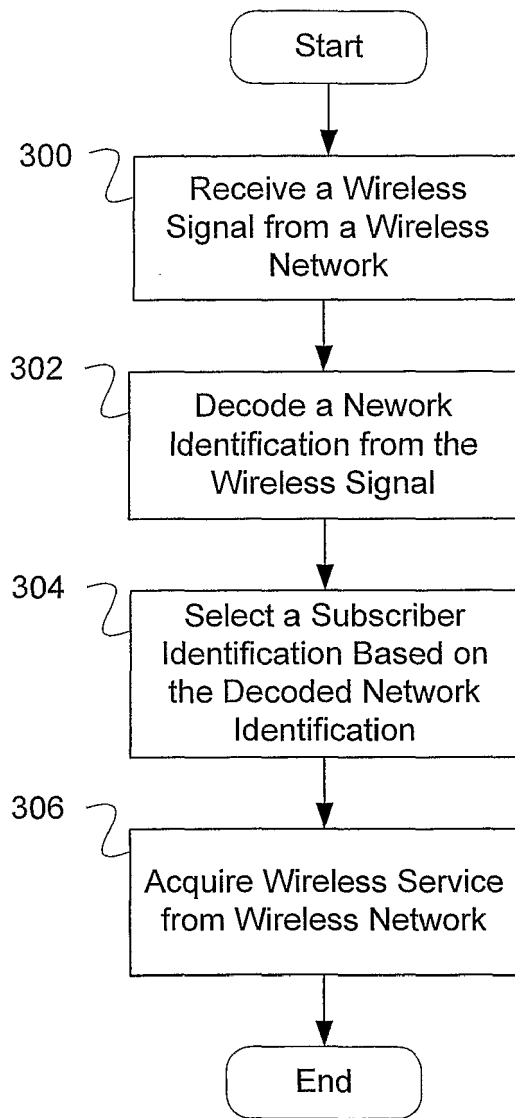 Start
300
Receive a Wireless
Signal from a Wireless
Network
302
Decode a Nework
Identification from the
Wireless Signal
304
Select a Subscriber
Identification Based on
the Decoded Network
Identification
306
Acquire Wireless Service
from Wireless Network
End